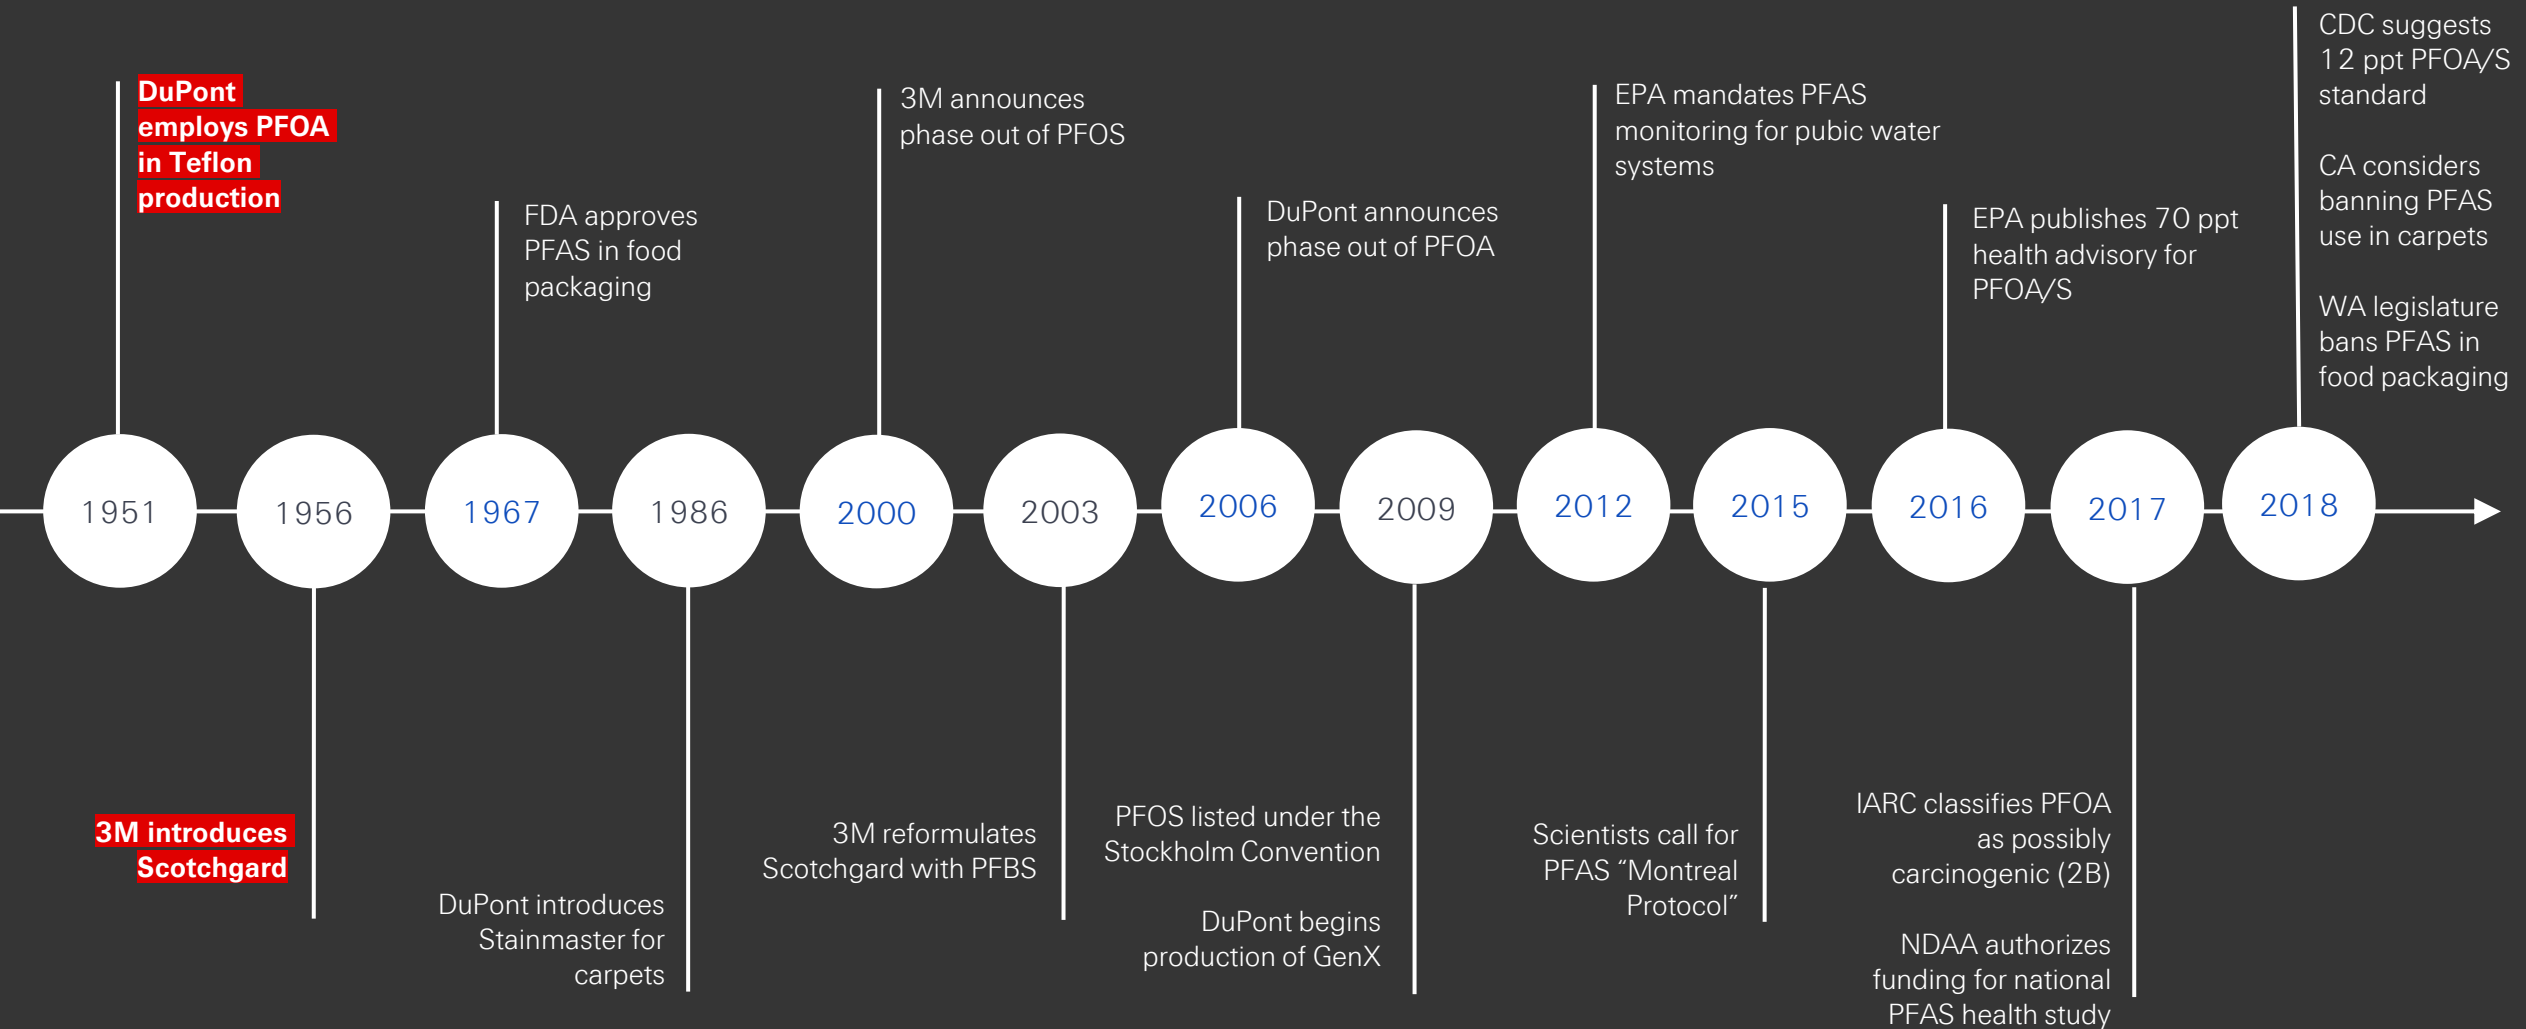 DuPont
employs PFOA
in Teflon
production
FDA approves
PFAS in food
packaging
3M announces
phase out of PFOS
DuPont announces
phase out of PFOA
EPA mandates PFAS
monitoring for pubic water
systems
EPA publishes 70 ppt
health advisory for
PFOA/S
CDC suggests
12 ppt PFOA/S
standard
CA considers
banning PFAS
use in carpets
WA legislature
bans PFAS in
food packaging
1951
1956
1967
1986
2000
2003
2006
2009
2012
2015
2016
2017
2018
3M introduces
Scotchgard
DuPont introduces
Stainmaster for
carpets
3M reformulates
Scotchgard with PFBS
PFOS listed under the
Stockholm Convention
DuPont begins
production of GenX
Scientists call for
PFAS “Montreal
Protocol”
IARC classifies PFOA
as possibly
carcinogenic (2B)
NDAA authorizes
funding for national
PFAS health study